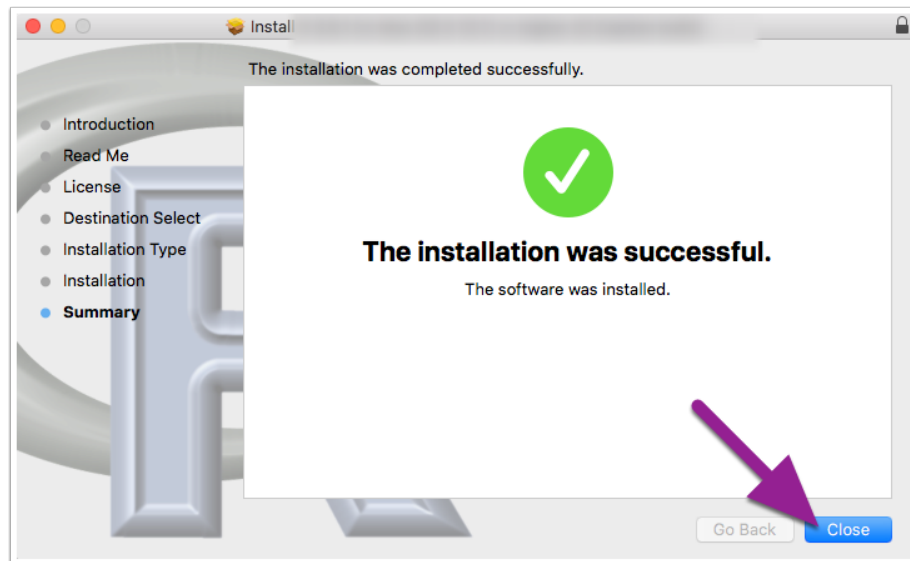 Install
The installation was completed successfully.
Introduction
Read Me
License
Destination Select
Installation Type
Installation
Summary
The installation was successful.
The software was installed.
Go Back
Close